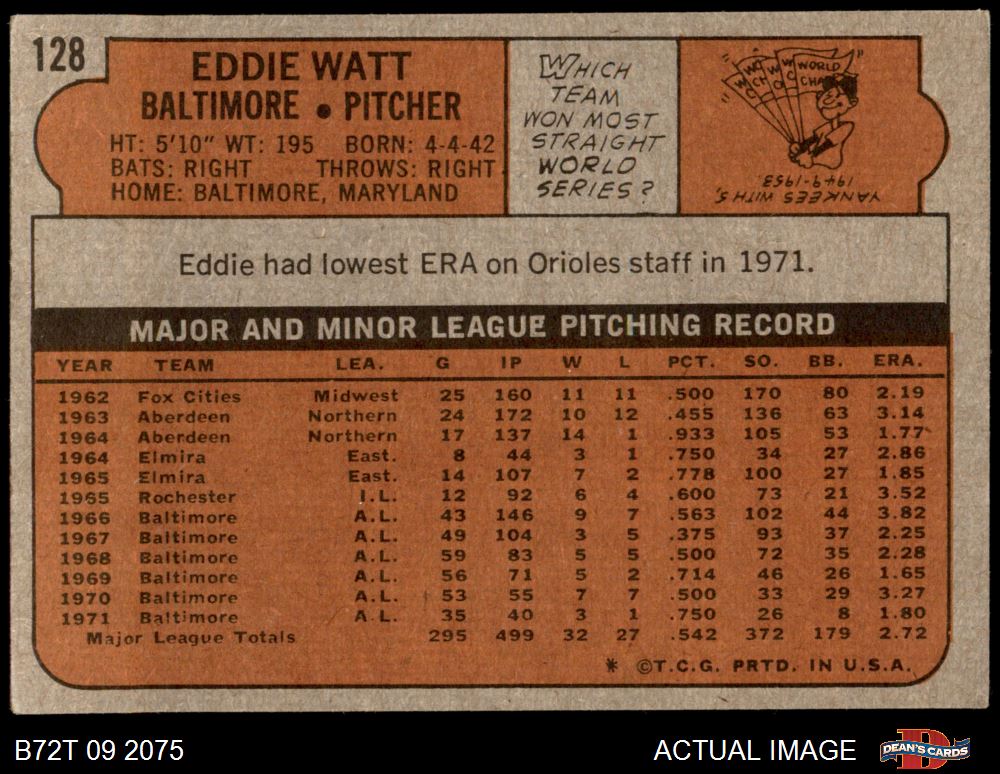 128
EDDIE WATT
BALTIMORE • PITCHER
HT: 5'10" WT: 195 BORN: 4-4-42
BATS: RIGHT THROWS: RIGHT
HOME: BALTIMORE, MARYLAND
WHICH
TEAM
WON MOST
STRAIGHT
WORLD
SERIES?
WORLD
CHA
YANKEES WITH 5,
1949-1953.
Eddie had lowest ERA on Orioles staff in 1971.
MAJOR AND MINOR LEAGUE PITCHING RECORD
YEAR TEAM LEA. G IP W L PCT. SO. BB. ERA.
1962 Fox Cities Midwest 25 160 11 11 .500 170 80 2.19
1963 Aberdeen Northern 24 172 10 12 .455 136 63 3.14
1964 Aberdeen Northern 17 137 14 1 .933 105 53 1.77
1964 Elmira East. 8 44 3 1 .750 34 27 2.86
1965 Elmira East. 14 107 7 2 .778 100 27 1.85
1965 Rochester I.L. 12 92 6 4 .600 73 21 3.52
1966 Baltimore A.L. 43 146 9 7 .563 102 44 3.82
1967 Baltimore A.L. 49 104 3 5 .375 93 37 2.25
1968 Baltimore A.L. 59 83 5 5 .500 72 35 2.28
1969 Baltimore A.L. 56 71 5 2 .714 46 26 1.65
1970 Baltimore A.L. 53 55 7 7 .500 33 29 3.27
1971 Baltimore A.L. 35 40 3 1 .750 26 8 1.80
Major League Totals 295 499 32 27 .542 372 179 2.72
* ©T.C.G. PRTD. IN U.S.A.
B72T 09 2075
ACTUAL IMAGE
DEAN'S CARDS